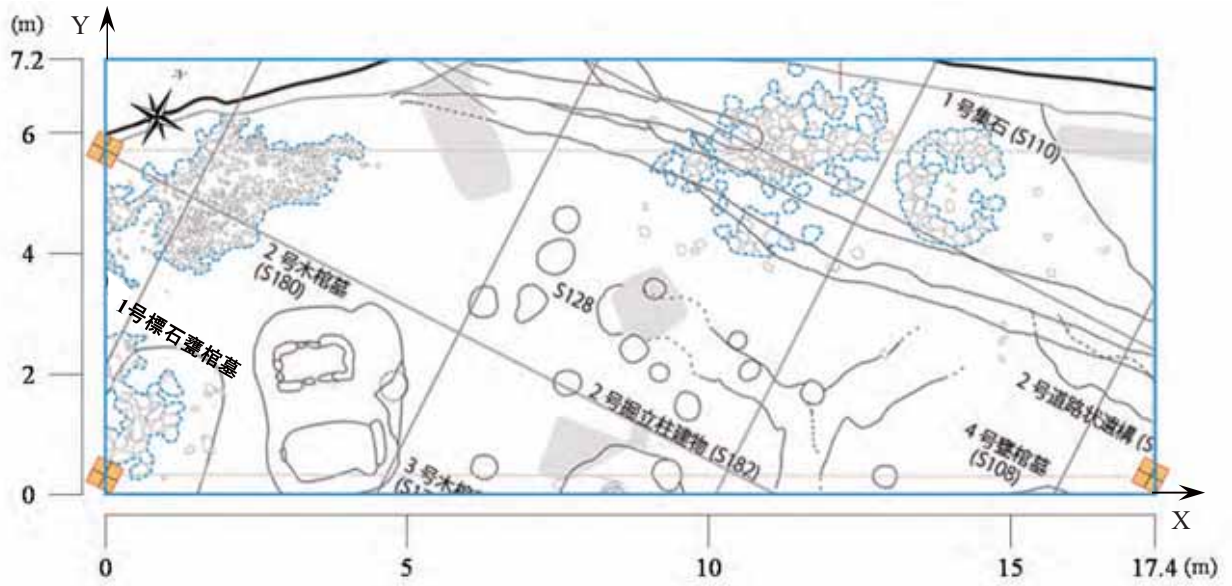 (m)
Y
7.2
6
4
2
0
1号集石 (S110)
2号木棺墓
(S180)
S128
1号標石甕棺墓
2号掘立柱建物 (S182)
2号道路状遺構 (S
4号甕棺墓
(S108)
3号木棺
(S1
X
0
5
10
15
17.4 (m)